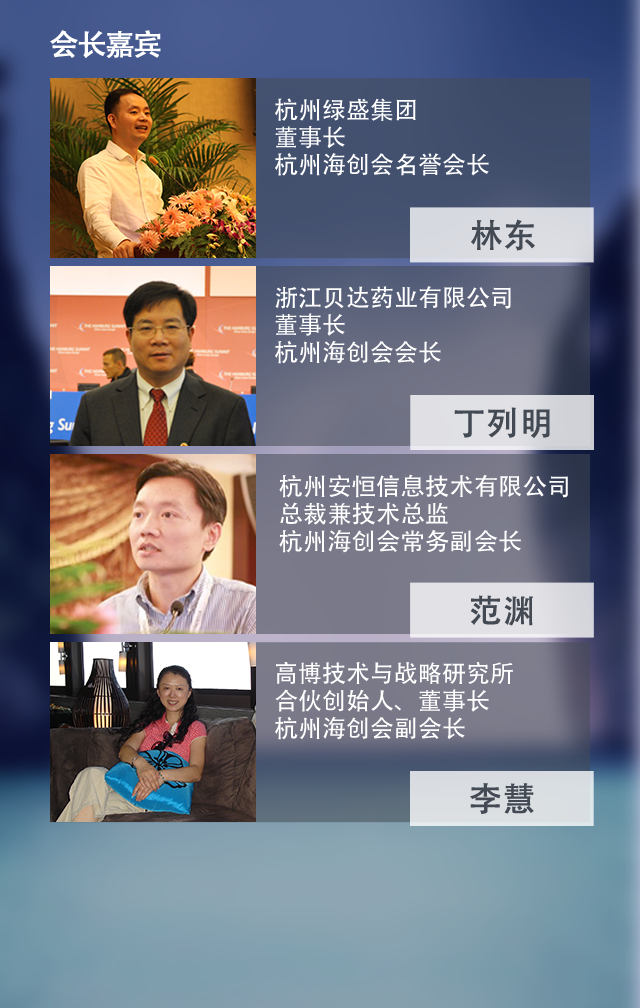 会长嘉宾
杭州绿盛集团
董事长
杭州海创会名誉会长
林东
浙江贝达药业有限公司
董事长
杭州海创会会长
丁列明
杭州安恒信息技术有限公司
总裁兼技术总监
杭州海创会常务副会长
范渊
高博技术与战略研究所
合伙创始人、董事长
杭州海创会副会长
李慧